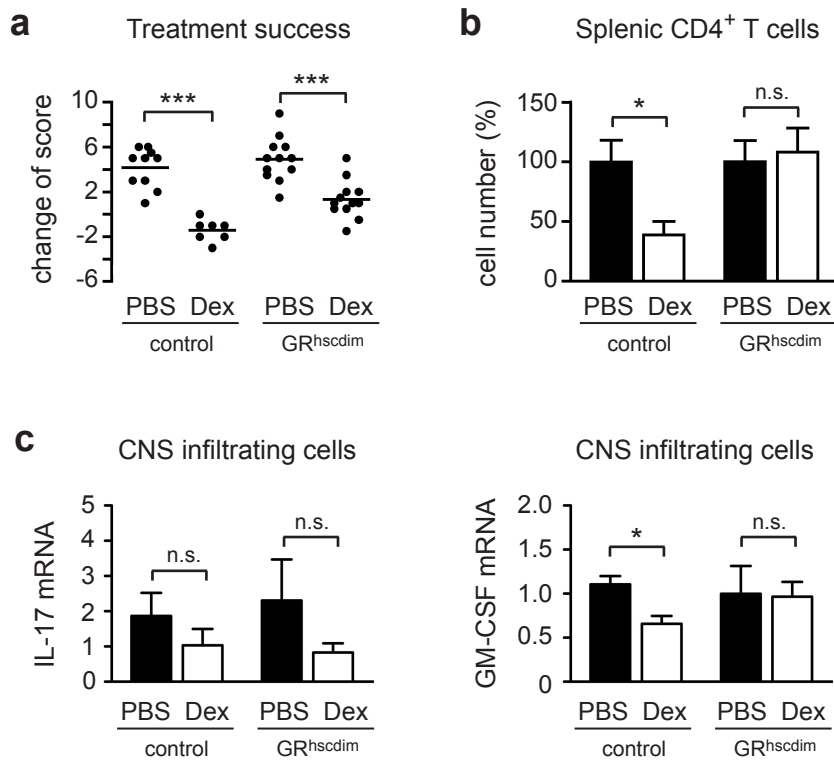 a
Treatment success
change of score
10
6
2
-2
-6
***
***
PBS Dex PBS Dex
control GRhscdim
b
Splenic CD4+ T cells
cell number (%)
150
100
50
0
*
n.s.
PBS Dex PBS Dex
control GRhscdim
c
CNS infiltrating cells
IL-17 mRNA
5
4
3
2
1
0
n.s.
n.s.
PBS Dex PBS Dex
control GRhscdim
CNS infiltrating cells
GM-CSF mRNA
2.0
1.5
1.0
0.5
0.0
*
n.s.
PBS Dex PBS Dex
control GRhscdim